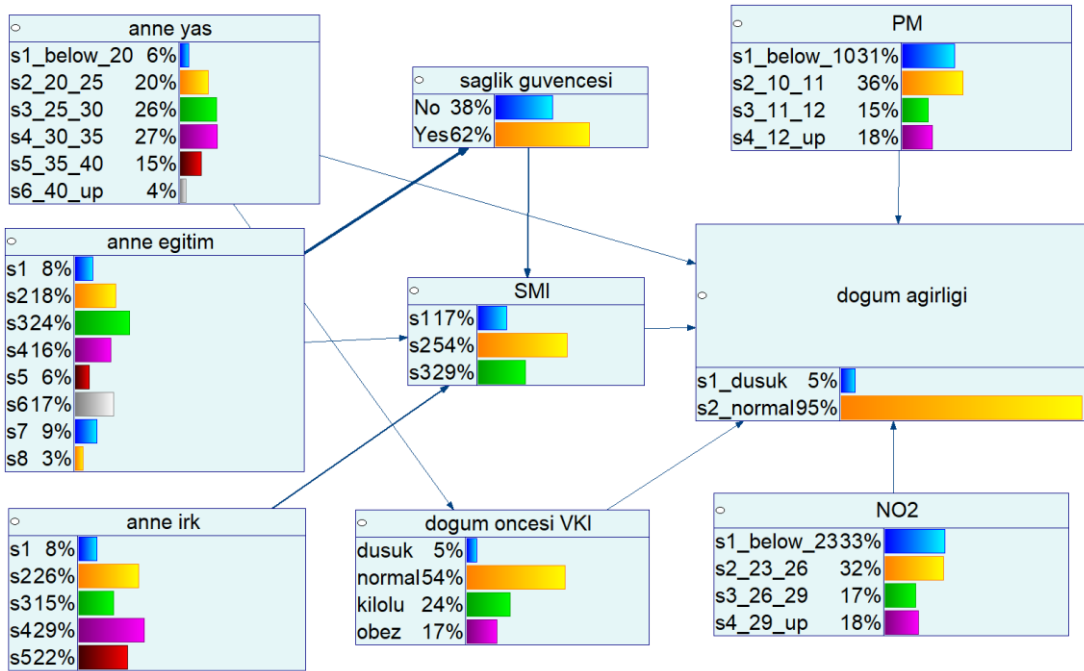 anne yas
s1_below_20 6%
s2_20_25 20%
s3_25_30 26%
s4_30_35 27%
s5_35_40 15%
s6_40_up 4%
anne egitim
s1 8%
s218%
s324%
s416%
s5 6%
s617%
s7 9%
s8 3%
anne irk
s1 8%
s226%
s315%
s429%
s522%
saglik guvencesi
No 38%
Yes62%
SMI
s117%
s254%
s329%
dogum oncesi VKI
dusuk 5%
normal54%
kilolu 24%
obez 17%
PM
s1_below_1031%
s2_10_11 36%
s3_11_12 15%
s4_12_up 18%
dogum agirligi
s1_dusuk 5%
s2_normal95%
NO2
s1_below_2333%
s2_23_26 32%
s3_26_29 17%
s4_29_up 18%